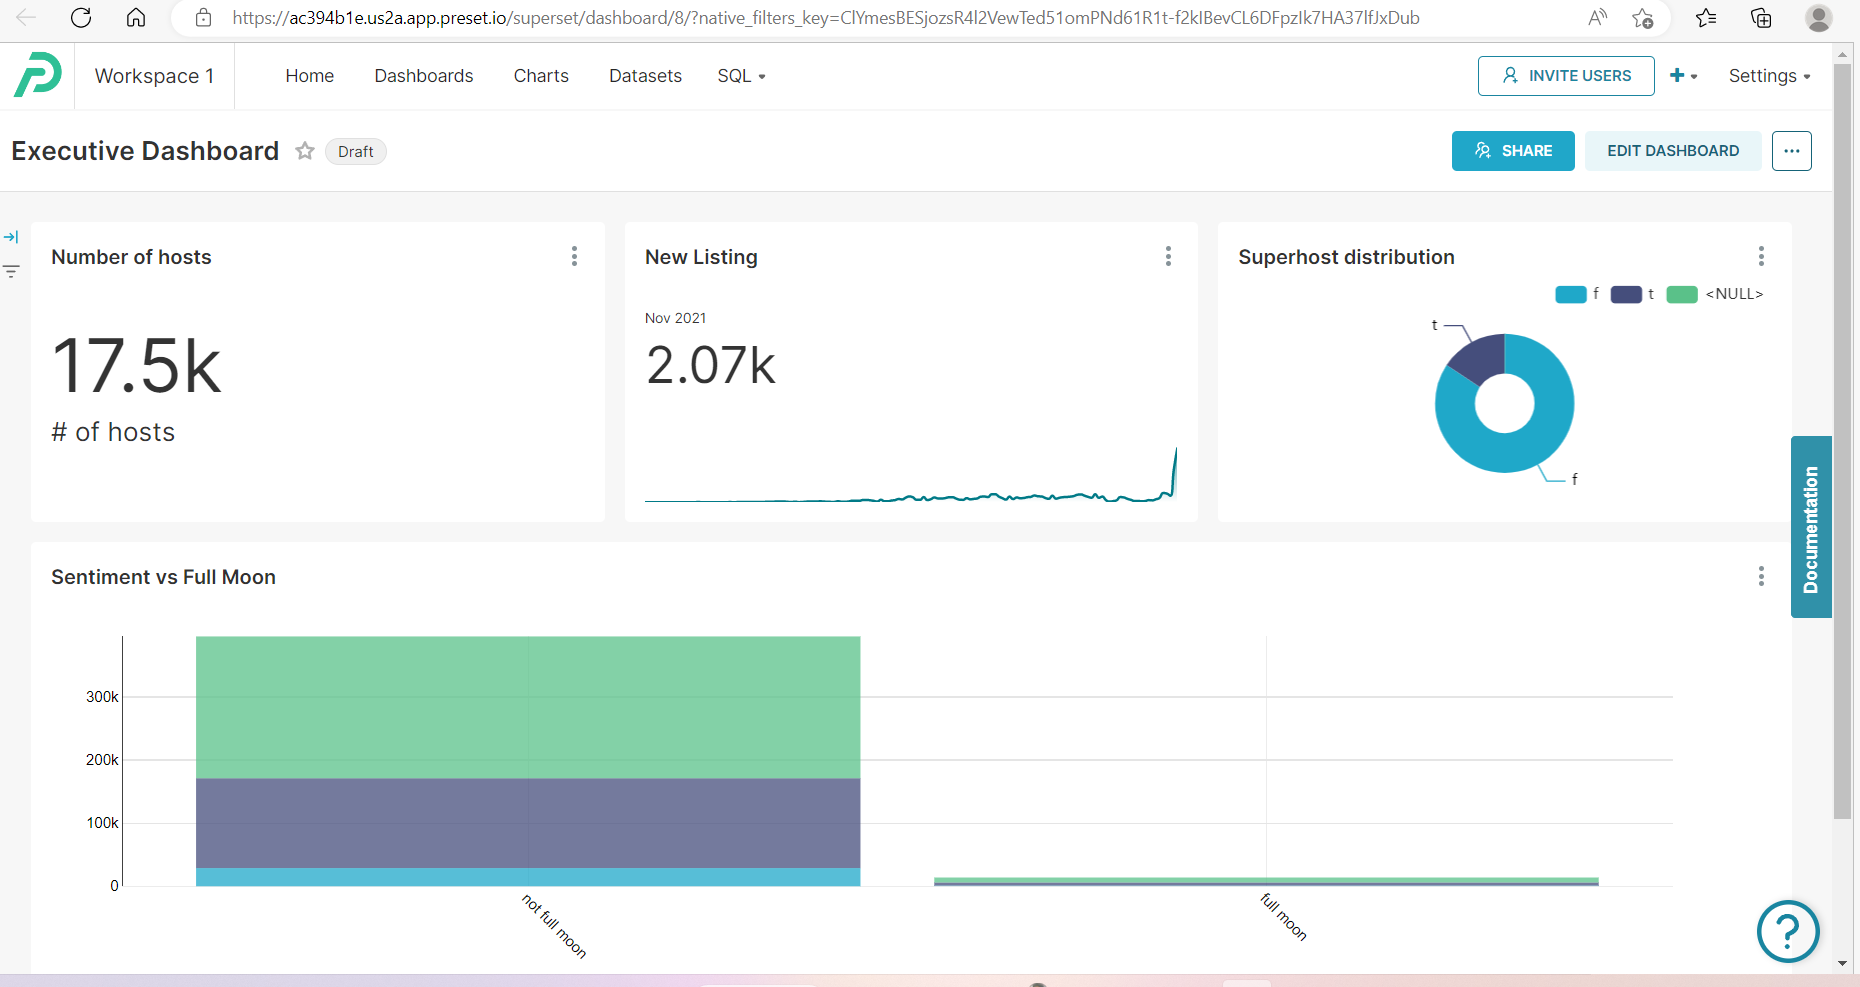 https://ac394b1e.us2a.app.preset.io/superset/dashboard/8/?native_filters_key=ClYmesBESjozsR4l2VewTed51omPNd61R1t-f2kIBevCL6DFpzIk7HA37lfJxDub
Workspace 1
Home
Dashboards
Charts
Datasets
SQL
INVITE USERS
Settings
Executive Dashboard
Draft
SHARE
EDIT DASHBOARD
Number of hosts
17.5k
# of hosts
New Listing
Nov 2021
2.07k
Superhost distribution
f t <NULL>
t
f
Documentation
Sentiment vs Full Moon
300k
200k
100k
0
not full moon
full moon